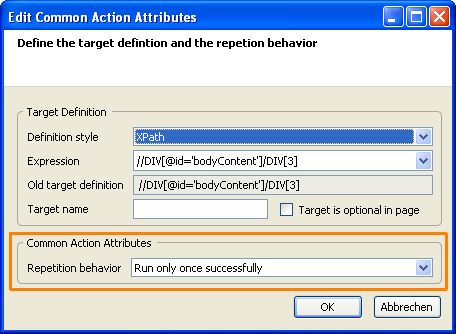 Edit Common Action Attributes
Define the target defintion and the repetion behavior
Target Definition
Definition style XPath
Expression //DIV[@id='bodyContent']/DIV[3]
Old target definition //DIV[@id='bodyContent']/DIV[3]
Target name Target is optional in page
Common Action Attributes
Repetition behavior Run only once successfully
OK Abbrechen